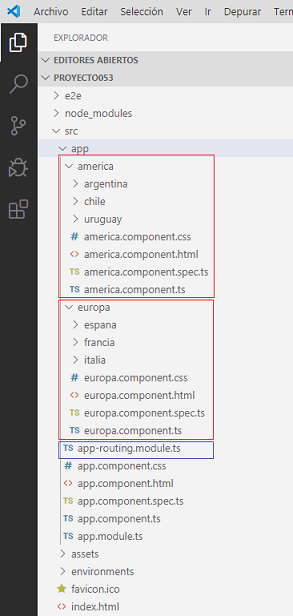 Archivo Editar Selección Ver Ir Depurar Term
EXPLORADOR
EDITORES ABIERTOS
PROYECTO053
e2e
node_modules
src
app
america
argentina
chile
uruguay
# america.component.css
<> america.component.html
TS america.component.spec.ts
TS america.component.ts
europa
espana
francia
italia
# europa.component.css
<> europa.component.html
TS europa.component.spec.ts
TS europa.component.ts
TS app-routing.module.ts
# app.component.css
<> app.component.html
TS app.component.spec.ts
TS app.component.ts
TS app.module.ts
assets
environments
favicon.ico
<> index.html